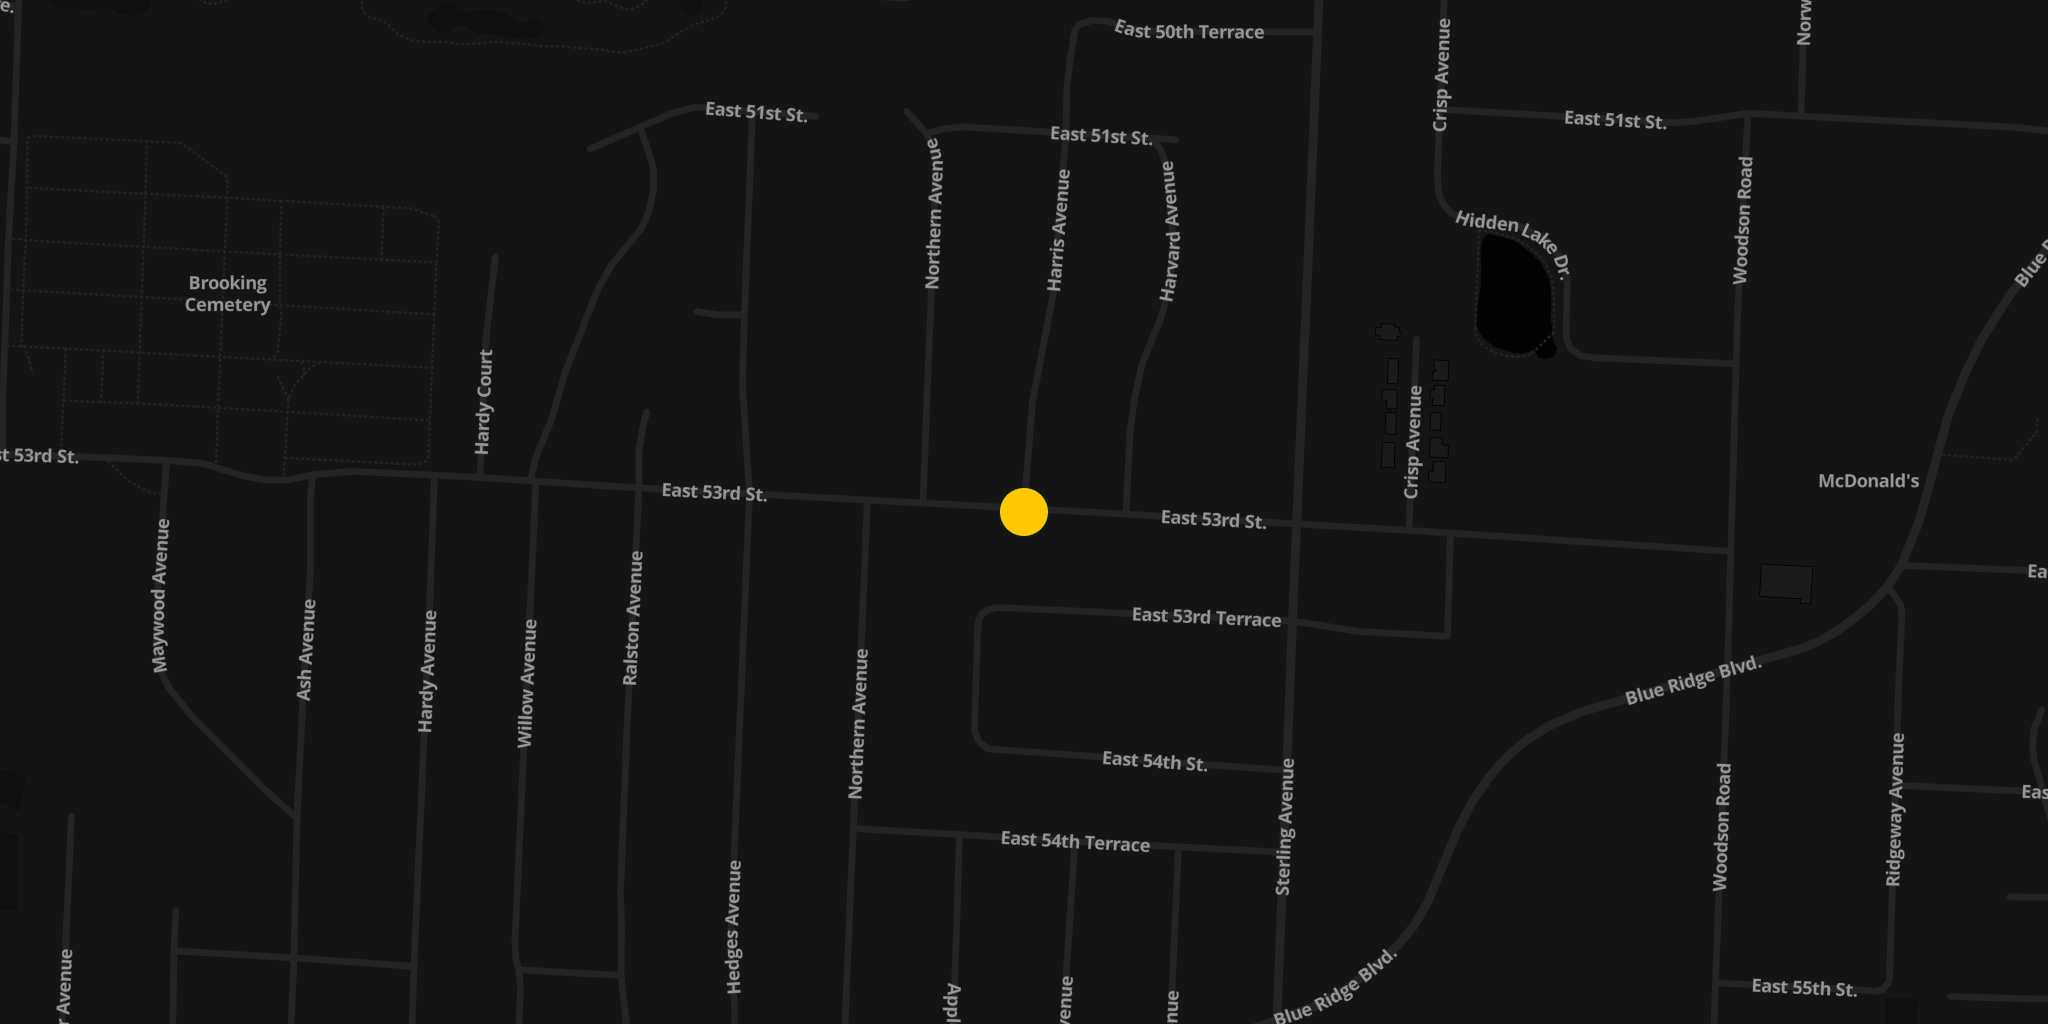 East 50th Terrace
Crisp Avenue
East 51st St.
East 51st St.
East 51st St.
Northern Avenue
Harris Avenue
Harvard Avenue
Woodson Road
Hidden Lake Dr.
Brooking
Cemetery
Hardy Court
Crisp Avenue
53rd St.
East 53rd St.
East 53rd St.
McDonald's
Maywood Avenue
Ash Avenue
Hardy Avenue
Willow Avenue
Ralston Avenue
Northern Avenue
East 53rd Terrace
Blue Ridge Blvd.
East 54th St.
Sterling Avenue
Woodson Road
Ridgeway Avenue
East 54th Terrace
Hedges Avenue
Avenue
Blue Ridge Blvd.
East 55th St.
Blue